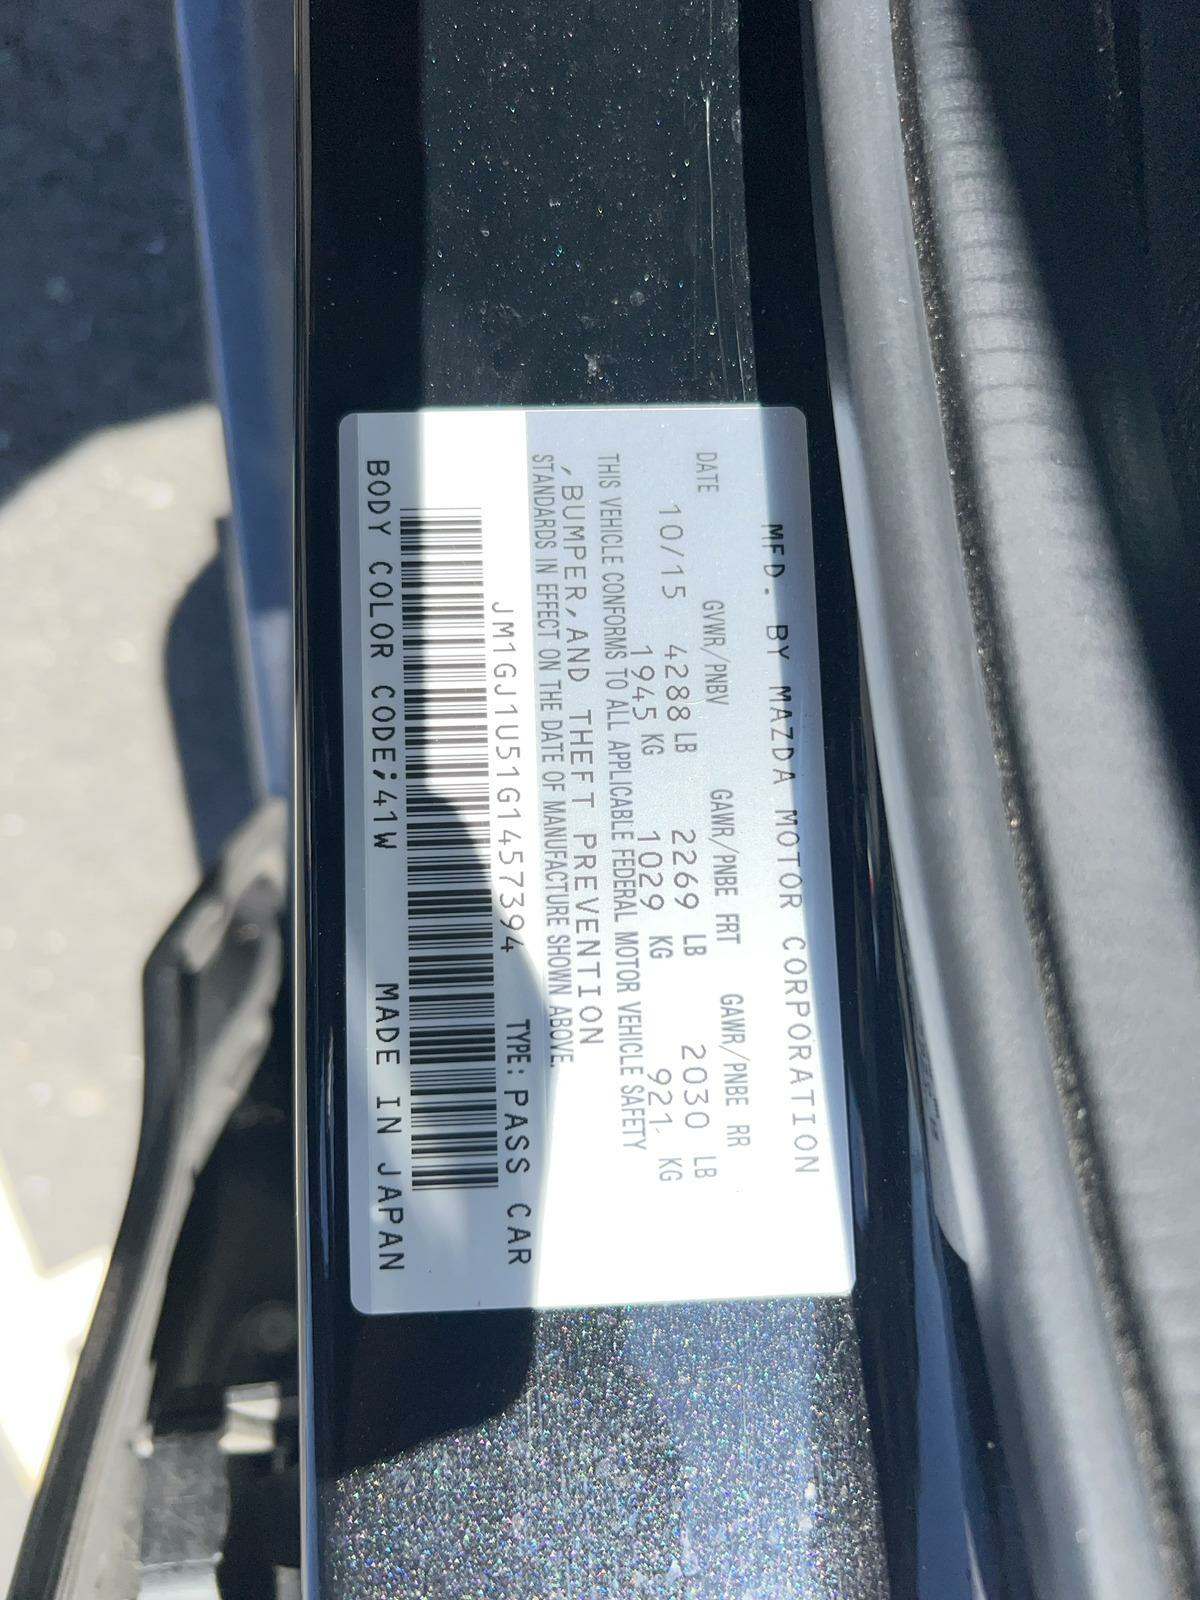 MFD. BY MAZDA MOTOR CORPORATION
DATE GVWR/PNBV GAWR/PNBE FRT GAWR/PNBE RR
10/15 4288 LB 2269 LB 2030 LB
1945 KG 1029 KG 921 KG
THIS VEHICLE CONFORMS TO ALL APPLICABLE FEDERAL MOTOR VEHICLE SAFETY
,BUMPER,AND THEFT PREVENTION
STANDARDS IN EFFECT ON THE DATE OF MANUFACTURE SHOWN ABOVE.
JM1GJ1U51G1457394 TYPE: PASS CAR
BODY COLOR CODE;41W MADE IN JAPAN